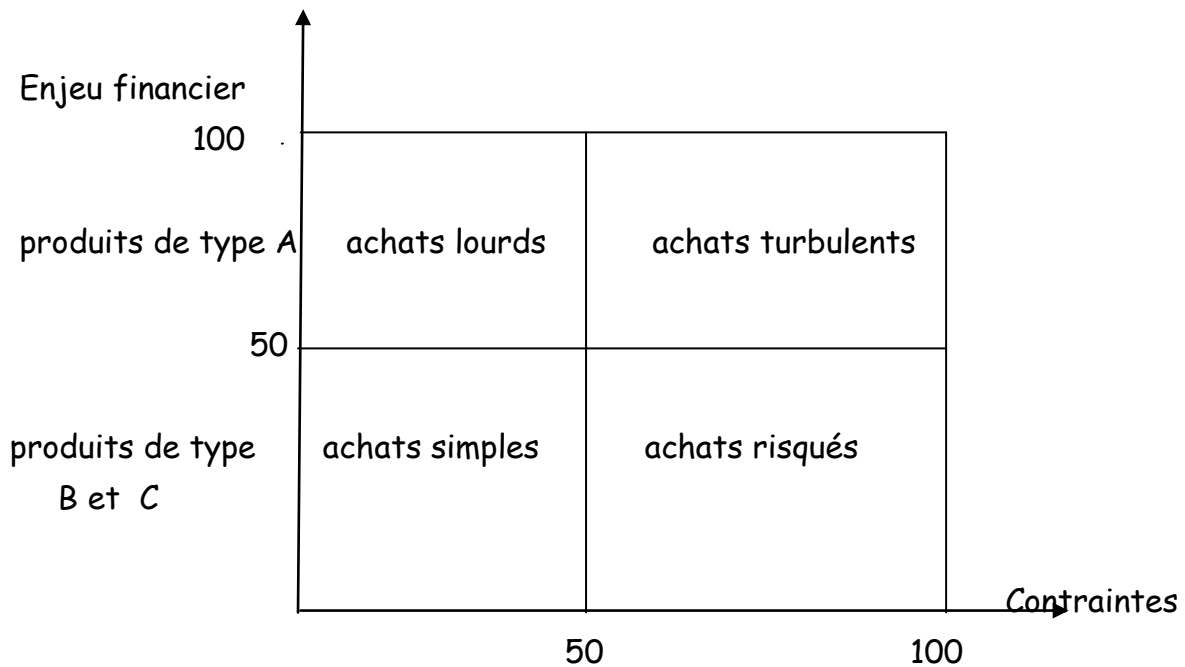 Enjeu financier
100
produits de type A
achats lourds
achats turbulents
50
produits de type
B et C
achats simples
achats risqués
Contraintes
50
100